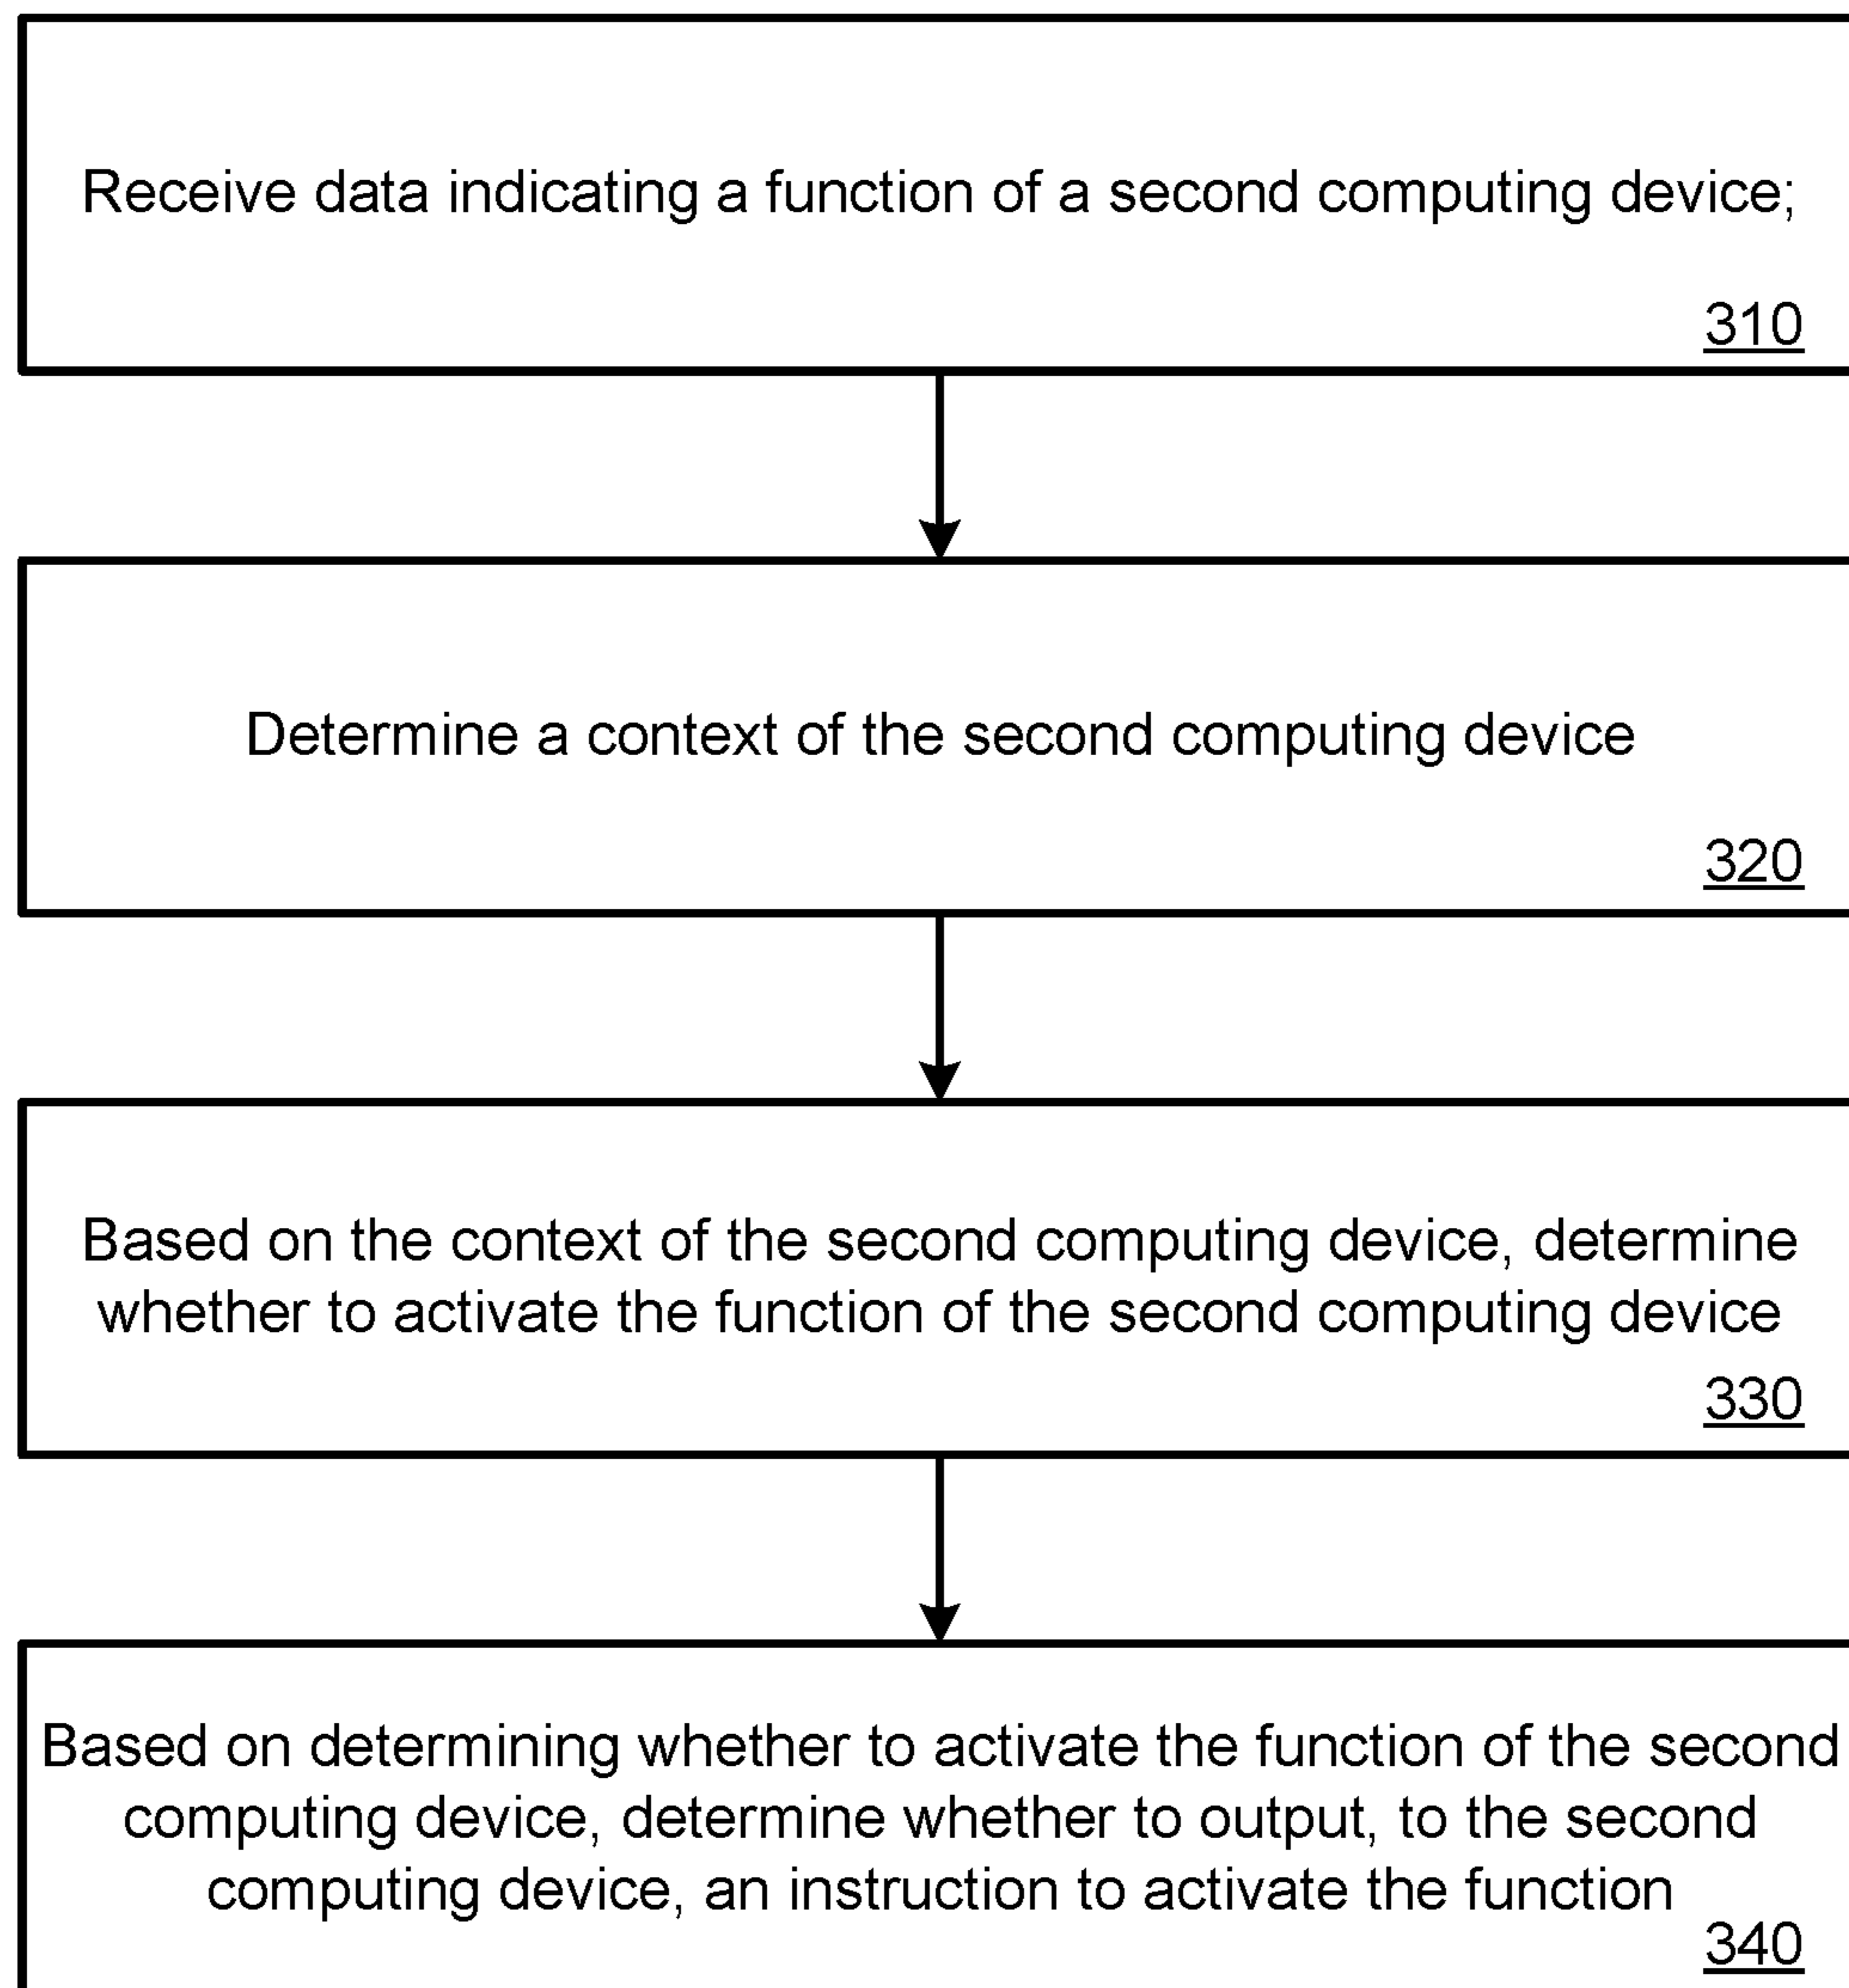 Receive data indicating a function of a second computing device;
310
Determine a context of the second computing device
320
Based on the context of the second computing device, determine
whether to activate the function of the second computing device
330
Based on determining whether to activate the function of the second
computing device, determine whether to output, to the second
computing device, an instruction to activate the function
340